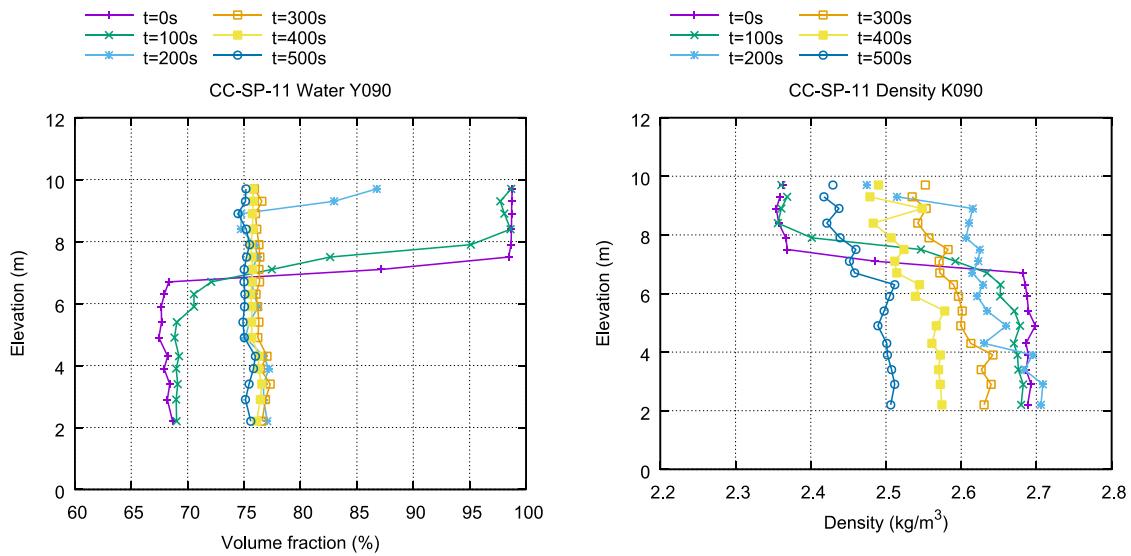 t=0s
t=300s
t=100s
t=400s
t=200s
t=500s
CC-SP-11 Water Y090
12
10
8
6
4
2
0
Elevation (m)
60 65 70 75 80 85 90 95 100
Volume fraction (%)
t=0s
t=300s
t=100s
t=400s
t=200s
t=500s
CC-SP-11 Density K090
12
10
8
6
4
2
0
Elevation (m)
2.2 2.3 2.4 2.5 2.6 2.7 2.8
Density (kg/m³)